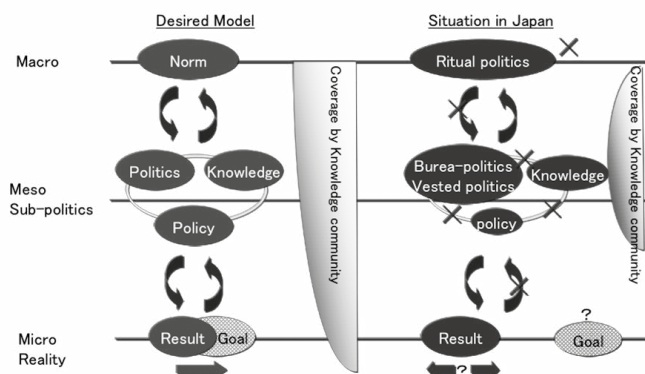 Desired Model
Situation in Japan
Macro
Norm
Ritual politics
Coverage by Knowledge community
Coverage by Knowledge community
Meso
Sub-politics
Politics
Knowledge
Policy
Burea-politics
Vested politics
Knowledge
policy
Micro
Reality
Result
Goal
Result
?
Goal
?